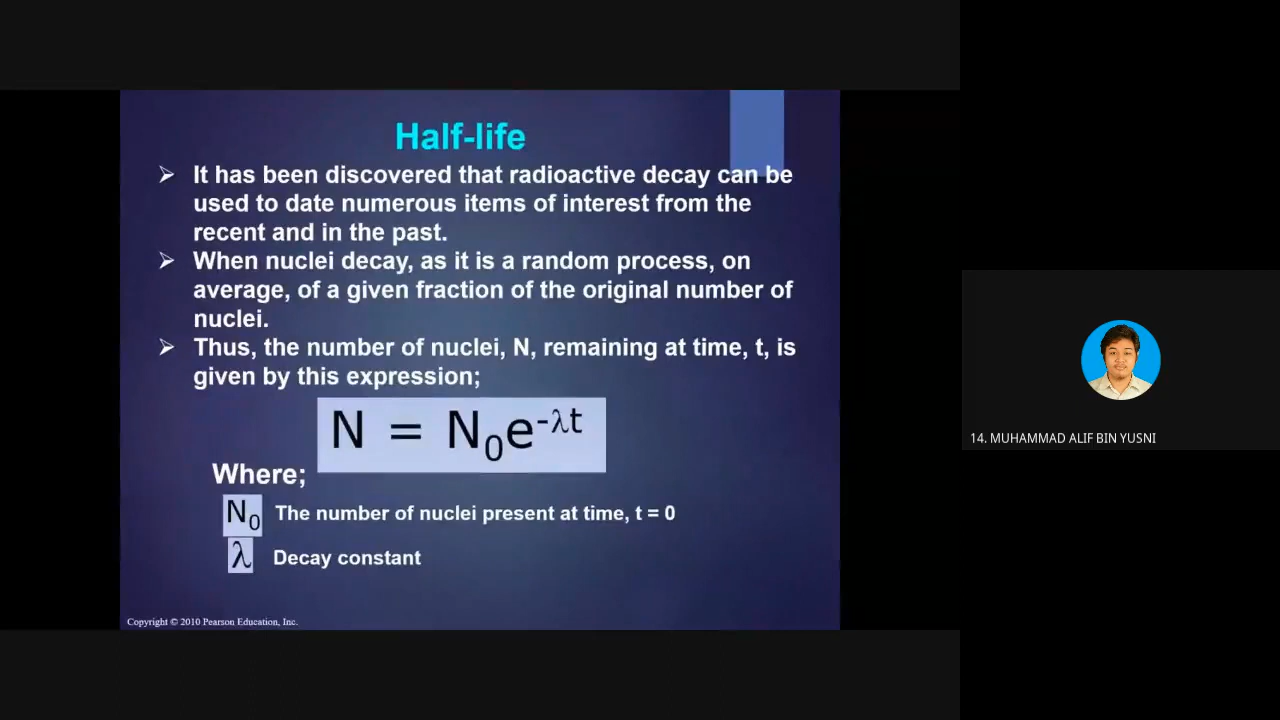 Half-life
➢ It has been discovered that radioactive decay can be
used to date numerous items of interest from the
recent and in the past.
➢ When nuclei decay, as it is a random process, on
average, of a given fraction of the original number of
nuclei.
➢ Thus, the number of nuclei, N, remaining at time, t, is
given by this expression;
N = N₀e^-λt
Where;
N₀ The number of nuclei present at time, t = 0
λ Decay constant
Copyright © 2010 Pearson Education, Inc.
14. MUHAMMAD ALIF BIN YUSNI